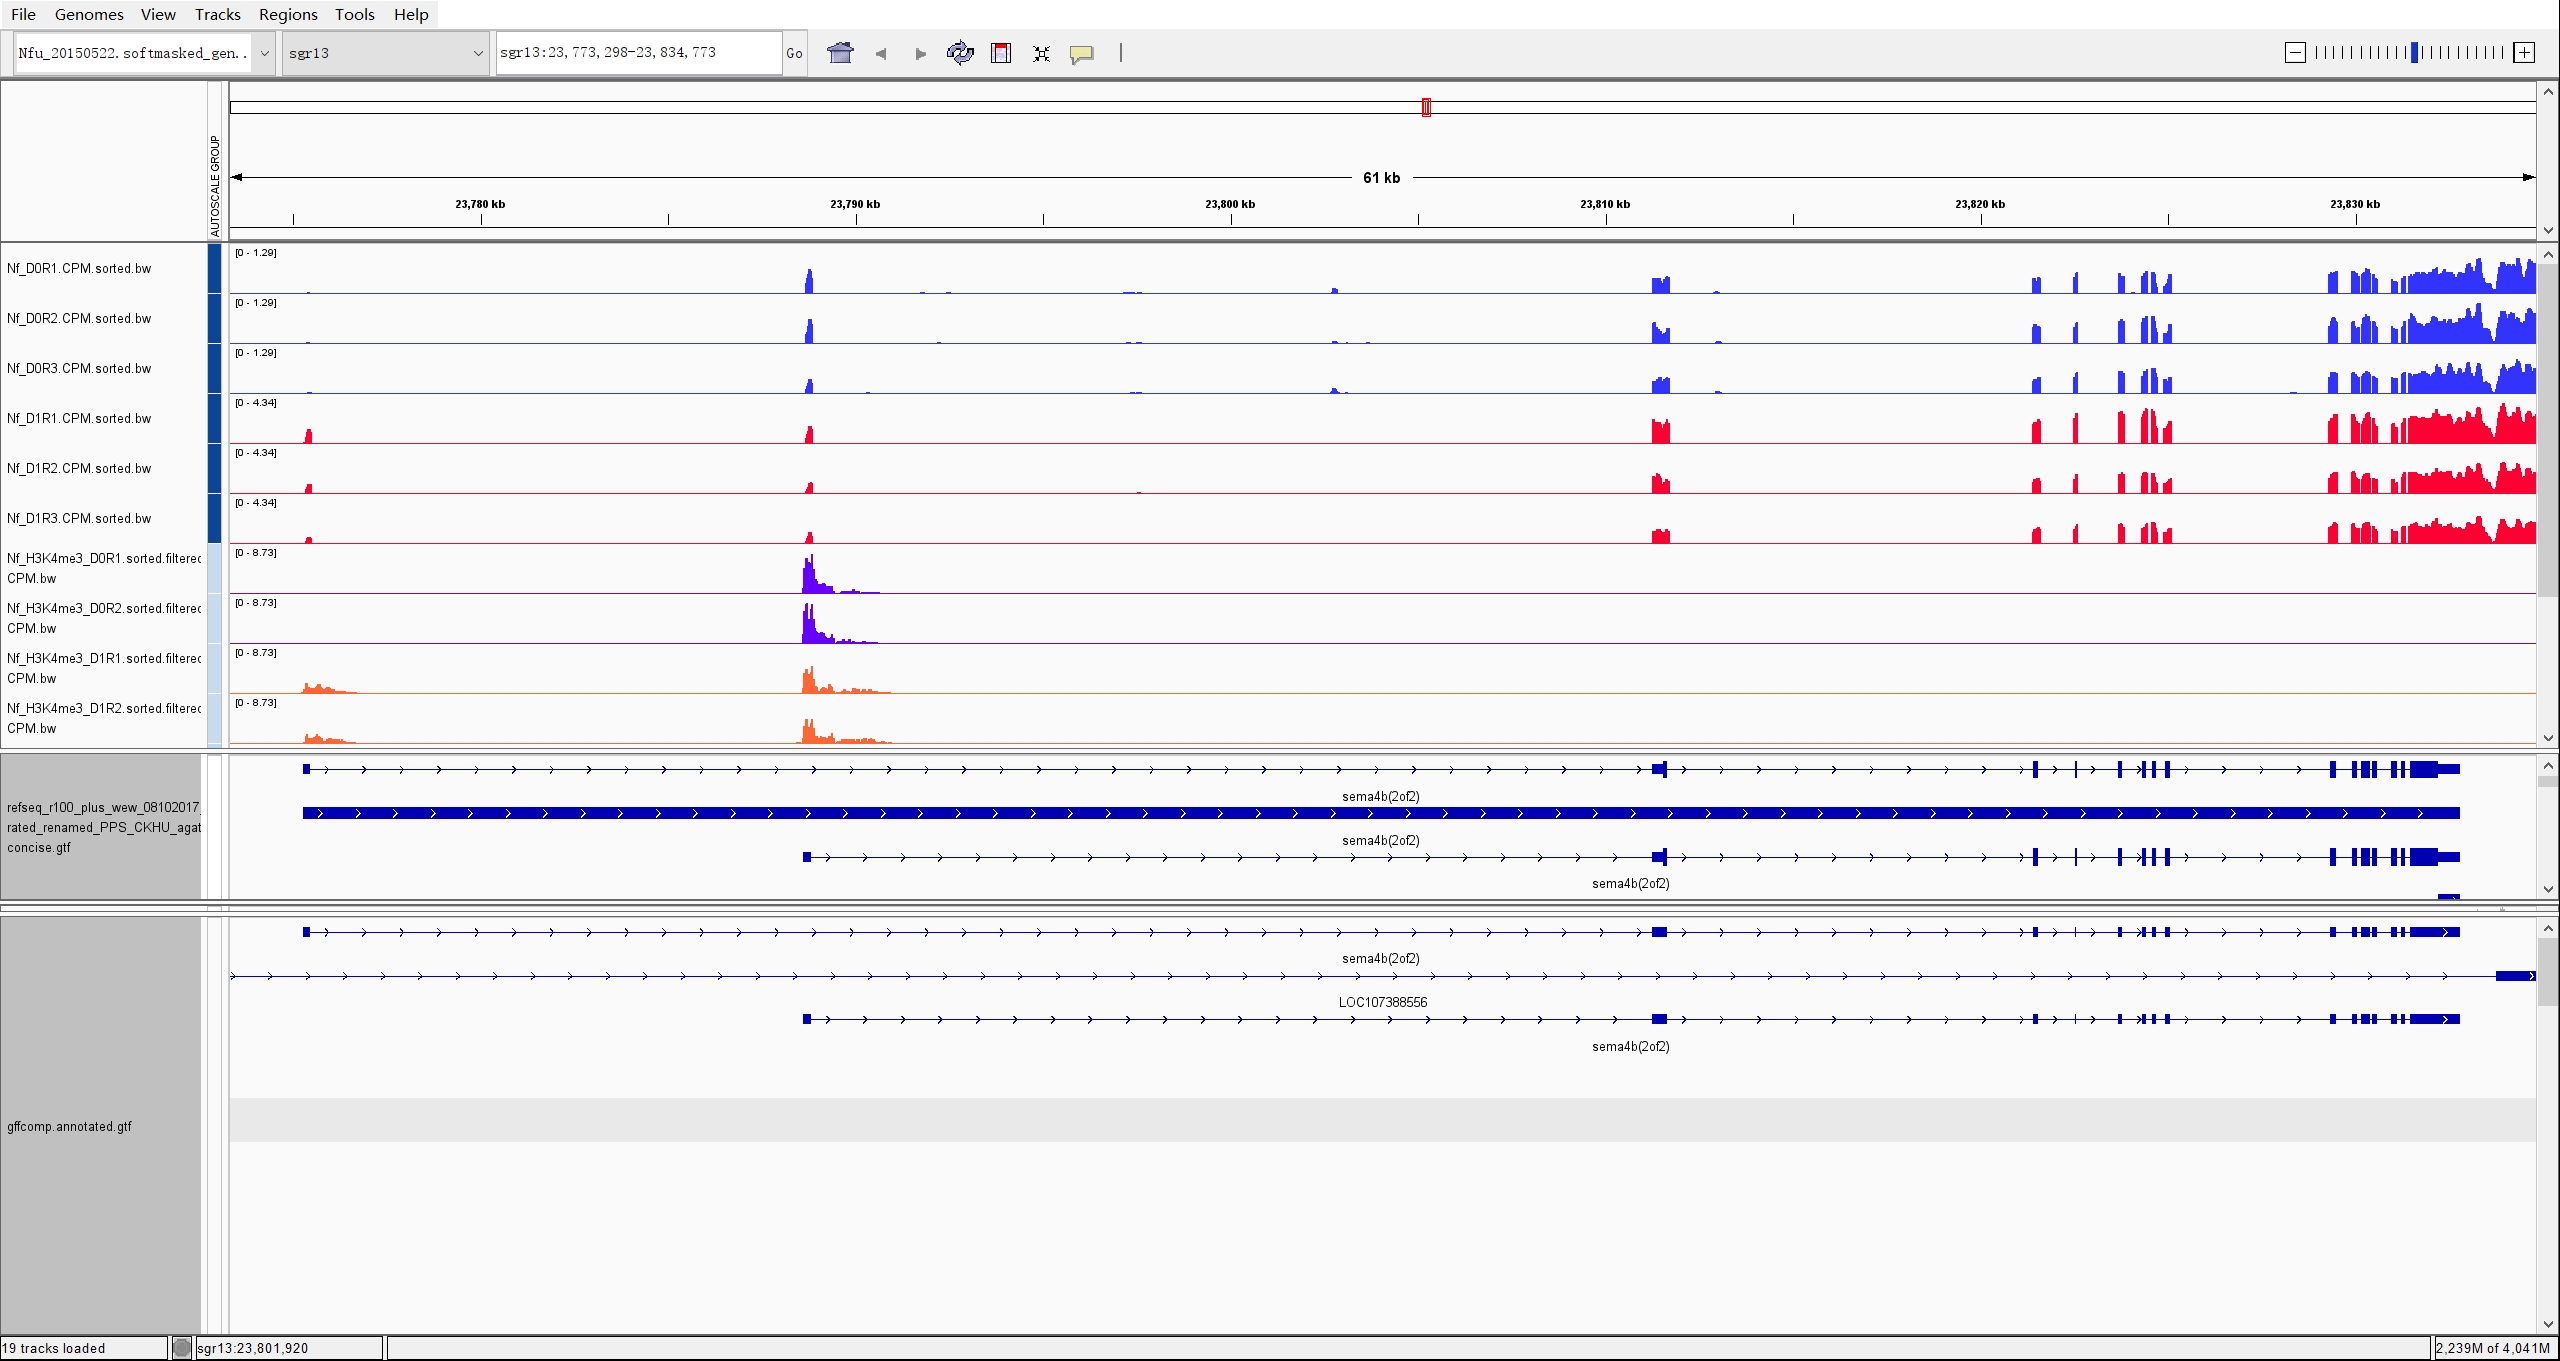 File Genomes View Tracks Regions Tools Help
Nfu_20150522.softmasked_gen.. sgr13 sgr13:23,773,298-23,834,773 Go
AUTOSCALE GROUP
61 kb
23,780 kb 23,790 kb 23,800 kb 23,810 kb 23,820 kb 23,830 kb
[0 - 1.29]
Nf_D0R1.CPM.sorted.bw
[0 - 1.29]
Nf_D0R2.CPM.sorted.bw
[0 - 1.29]
Nf_D0R3.CPM.sorted.bw
[0 - 4.34]
Nf_D1R1.CPM.sorted.bw
[0 - 4.34]
Nf_D1R2.CPM.sorted.bw
[0 - 4.34]
Nf_D1R3.CPM.sorted.bw
[0 - 8.73]
Nf_H3K4me3_D0R1.sorted.filterec
CPM.bw
[0 - 8.73]
Nf_H3K4me3_D0R2.sorted.filterec
CPM.bw
[0 - 8.73]
Nf_H3K4me3_D1R1.sorted.filterec
CPM.bw
[0 - 8.73]
Nf_H3K4me3_D1R2.sorted.filterec
CPM.bw
sema4b(2of2)
refseq_r100_plus_wew_08102017_
rated_renamed_PPS_CKHU_agat
concise.gtf
sema4b(2of2)
sema4b(2of2)
sema4b(2of2)
LOC107388556
sema4b(2of2)
gffcomp.annotated.gtf
19 tracks loaded sgr13:23,801,920 2,239M of 4,041M